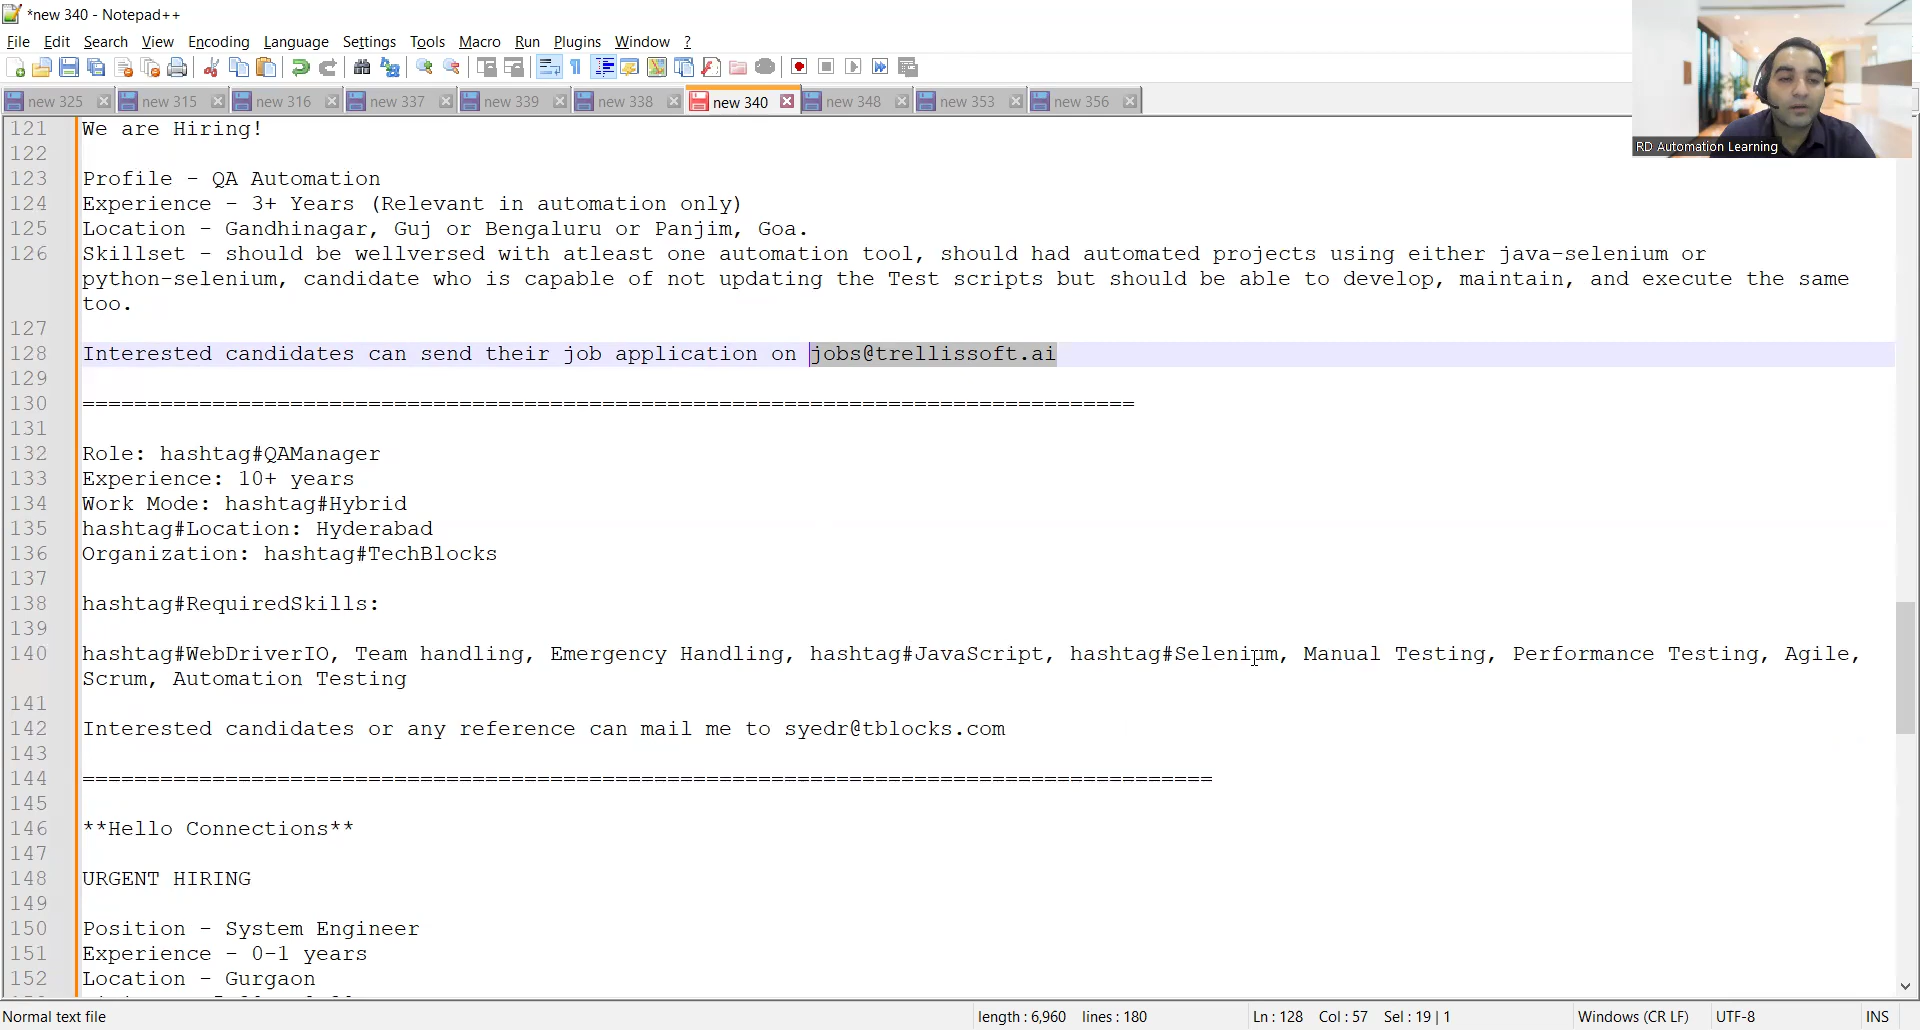 *new 340 - Notepad++
File Edit Search View Encoding Language Settings Tools Macro Run Plugins Window ?
new 325 new 315 new 316 new 337 new 339 new 338 new 340 new 348 new 353 new 356
RD Automation Learning
121 We are Hiring!
122
123 Profile - QA Automation
124 Experience - 3+ Years (Relevant in automation only)
125 Location - Gandhinagar, Guj or Bengaluru or Panjim, Goa.
126 Skillset - should be wellversed with atleast one automation tool, should had automated projects using either java-selenium or
python-selenium, candidate who is capable of not updating the Test scripts but should be able to develop, maintain, and execute the same
too.
127
128 Interested candidates can send their job application on jobs@trellissoft.ai
129
130 =================================================================================
131
132 Role: hashtag#QAManager
133 Experience: 10+ years
134 Work Mode: hashtag#Hybrid
135 hashtag#Location: Hyderabad
136 Organization: hashtag#TechBlocks
137
138 hashtag#RequiredSkills:
139
140 hashtag#WebDriverIO, Team handling, Emergency Handling, hashtag#JavaScript, hashtag#Selenium, Manual Testing, Performance Testing, Agile,
Scrum, Automation Testing
141
142 Interested candidates or any reference can mail me to syedr@tblocks.com
143
144 =======================================================================================
145
146 **Hello Connections**
147
148 URGENT HIRING
149
150 Position - System Engineer
151 Experience - 0-1 years
152 Location - Gurgaon
Normal text file length : 6,960 lines : 180 Ln : 128 Col : 57 Sel : 19 | 1 Windows (CR LF) UTF-8 INS